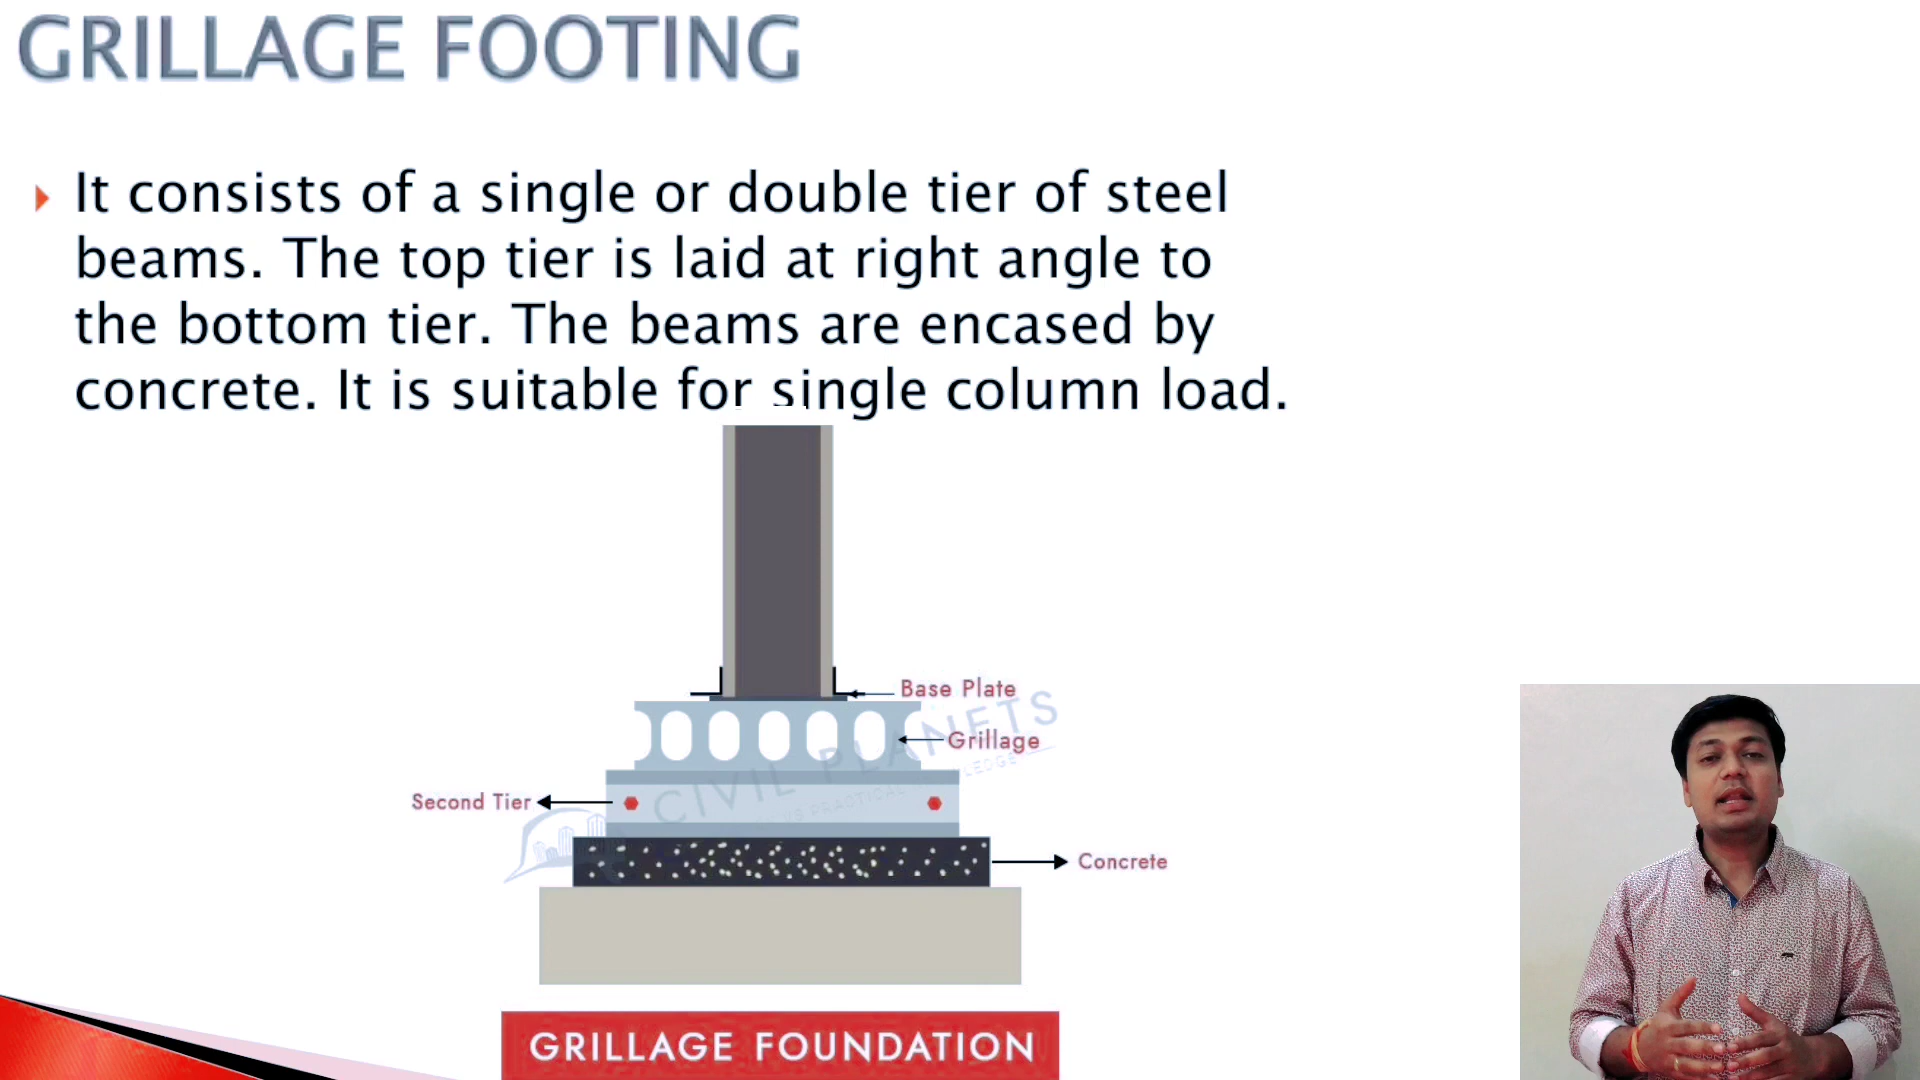 GRILLAGE FOOTING
It consists of a single or double tier of steel
beams. The top tier is laid at right angle to
the bottom tier. The beams are encased by
concrete. It is suitable for single column load.
Base Plate
Grillage
CIVIL PLANETS
Second Tier
Concrete
GRILLAGE FOUNDATION